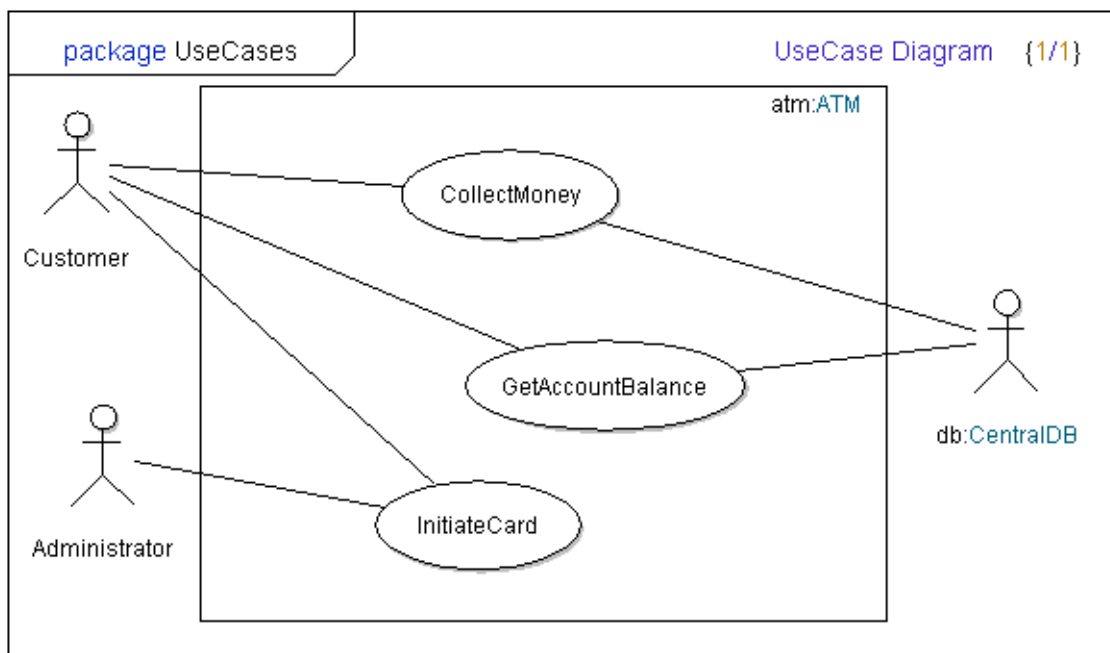 package UseCases
UseCase Diagram {1/1}
atm:ATM
CollectMoney
Customer
GetAccountBalance
db:CentralDB
InitiateCard
Administrator